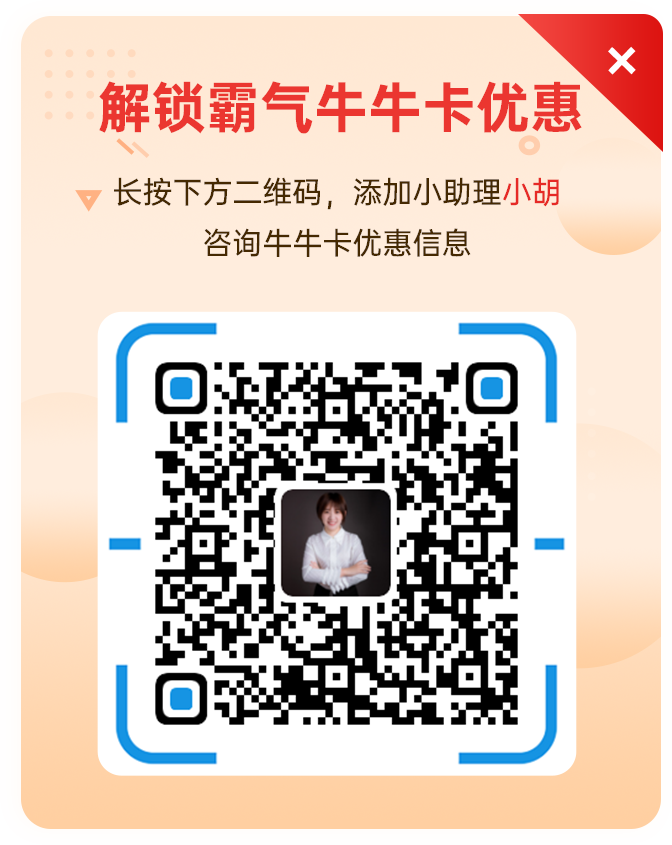 解锁霸气牛牛卡优惠
长按下方二维码，添加小助理小胡
咨询牛牛卡优惠信息